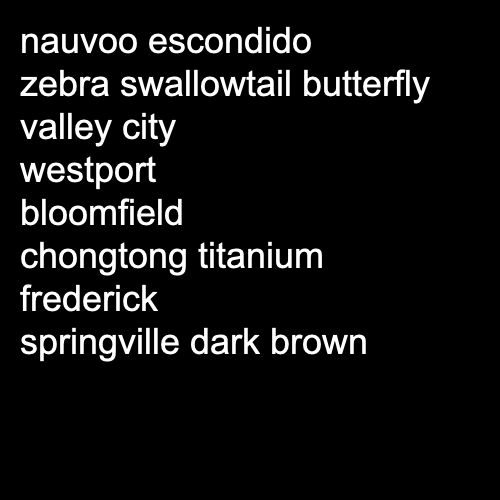 nauvoo escondido
zebra swallowtail butterfly
valley city
westport
bloomfield
chongtong titanium
frederick
springville dark brown